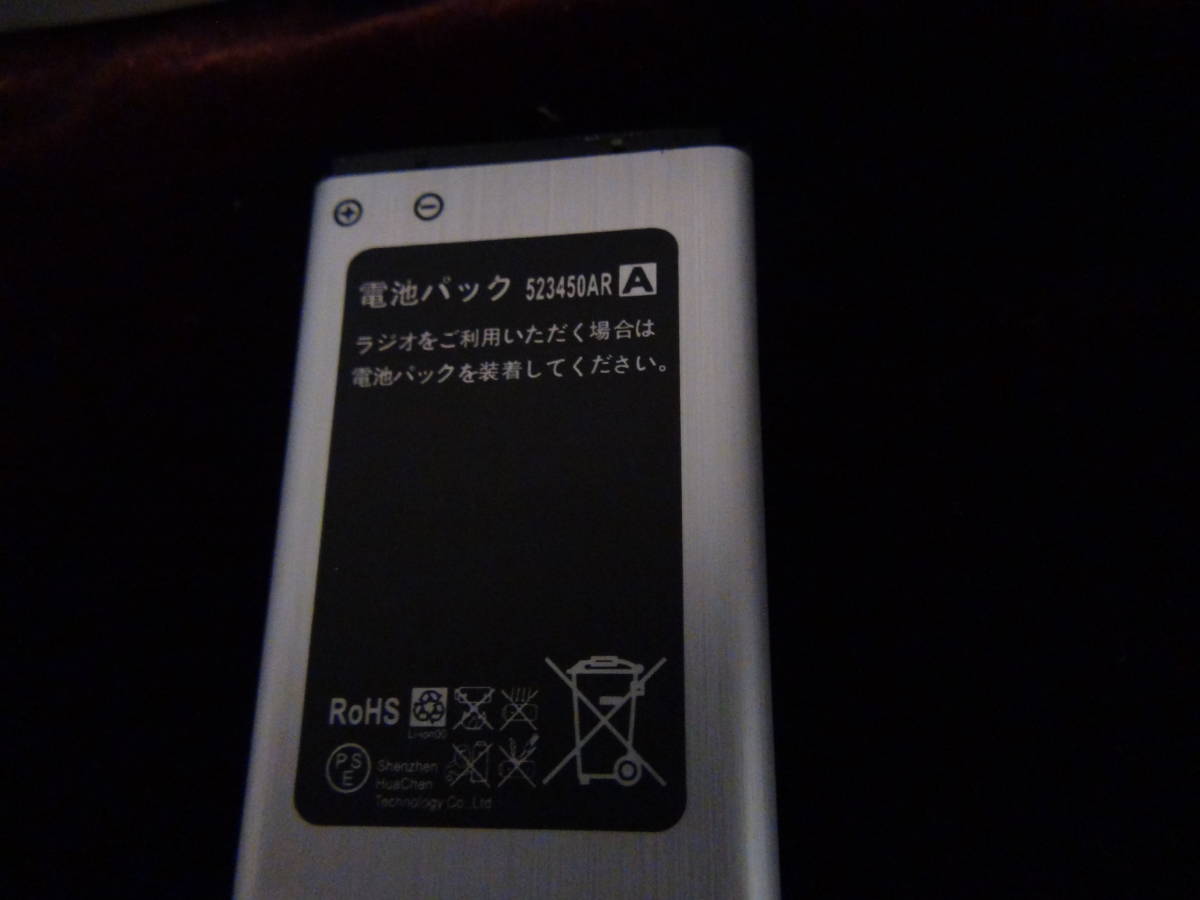 電池パック 523450AR A
ラジオをご利用いただく場合は
電池パックを装着してください。
RoHS
Li-ion00
PSE
Shenzhen
HuaChen
Technology Co.,Ltd